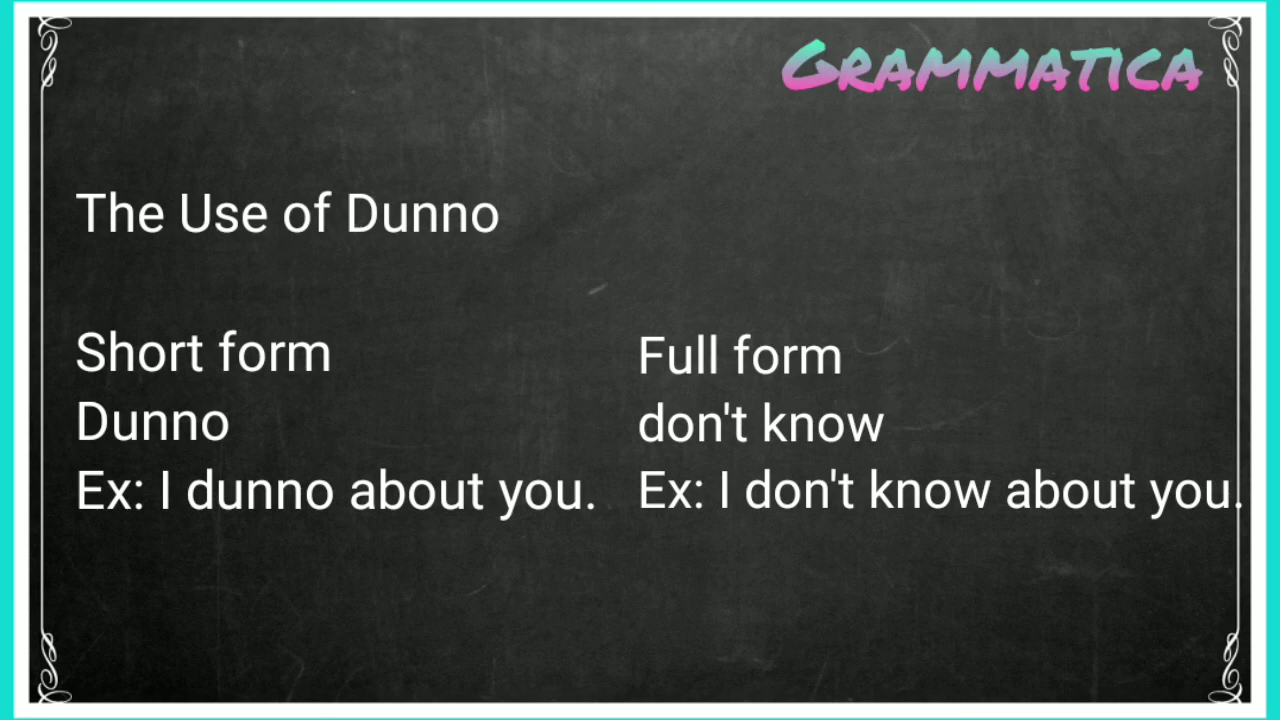 GRAMMATICA
The Use of Dunno
Short form
Dunno
Ex: I dunno about you.
Full form
don't know
Ex: I don't know about you.